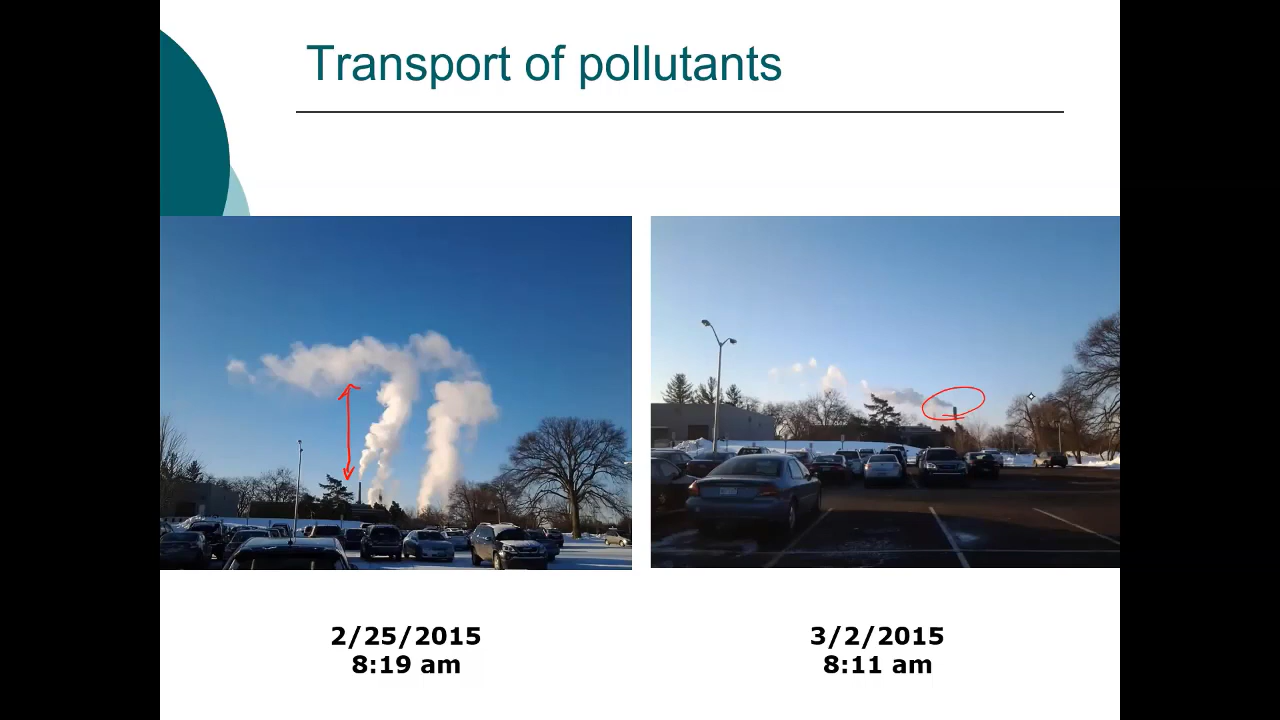 Transport of pollutants
2/25/2015
8:19 am
3/2/2015
8:11 am